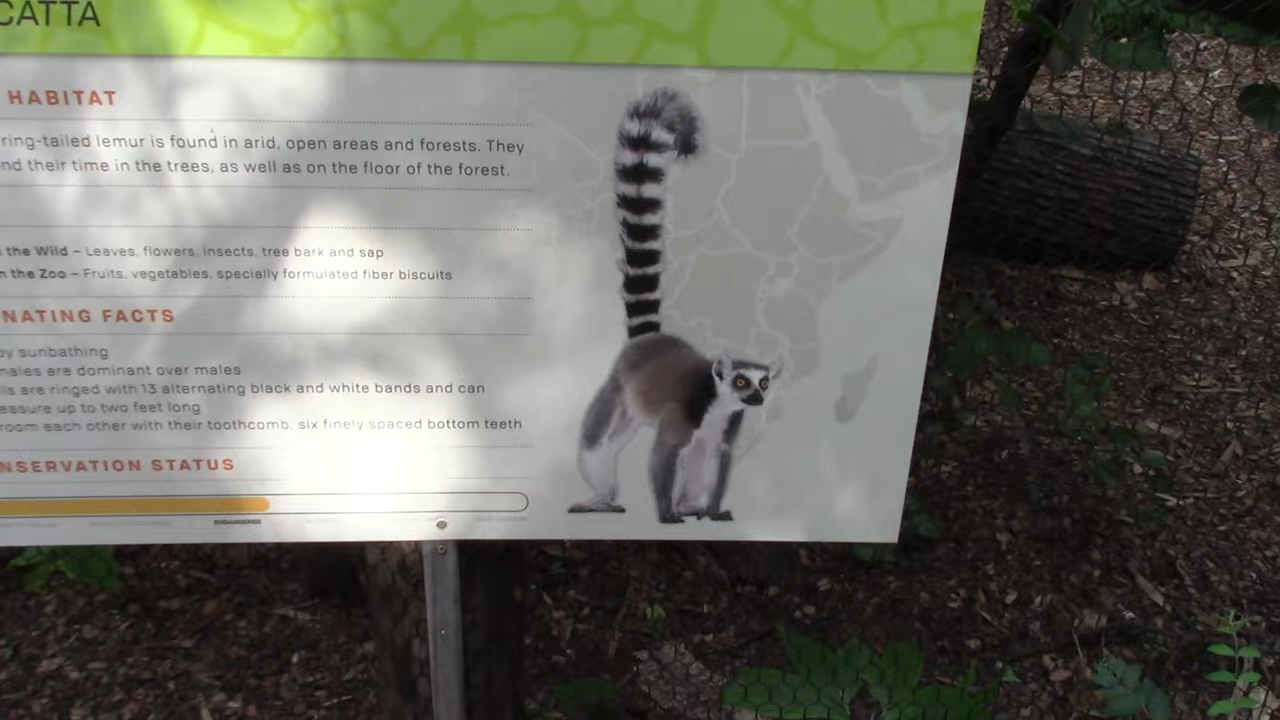 CATTA
HABITAT
ring-tailed lemur is found in arid, open areas and forests. They
nd their time in the trees, as well as on the floor of the forest.
the Wild – Leaves, flowers, insects, tree bark and sap
n the Zoo – Fruits, vegetables, specially formulated fiber biscuits
NATING FACTS
by sunbathing
males are dominant over males
ils are ringed with 13 alternating black and white bands and can
easure up to two feet long
room each other with their toothcomb, six finely spaced bottom teeth
NSERVATION STATUS
ENDANGERED